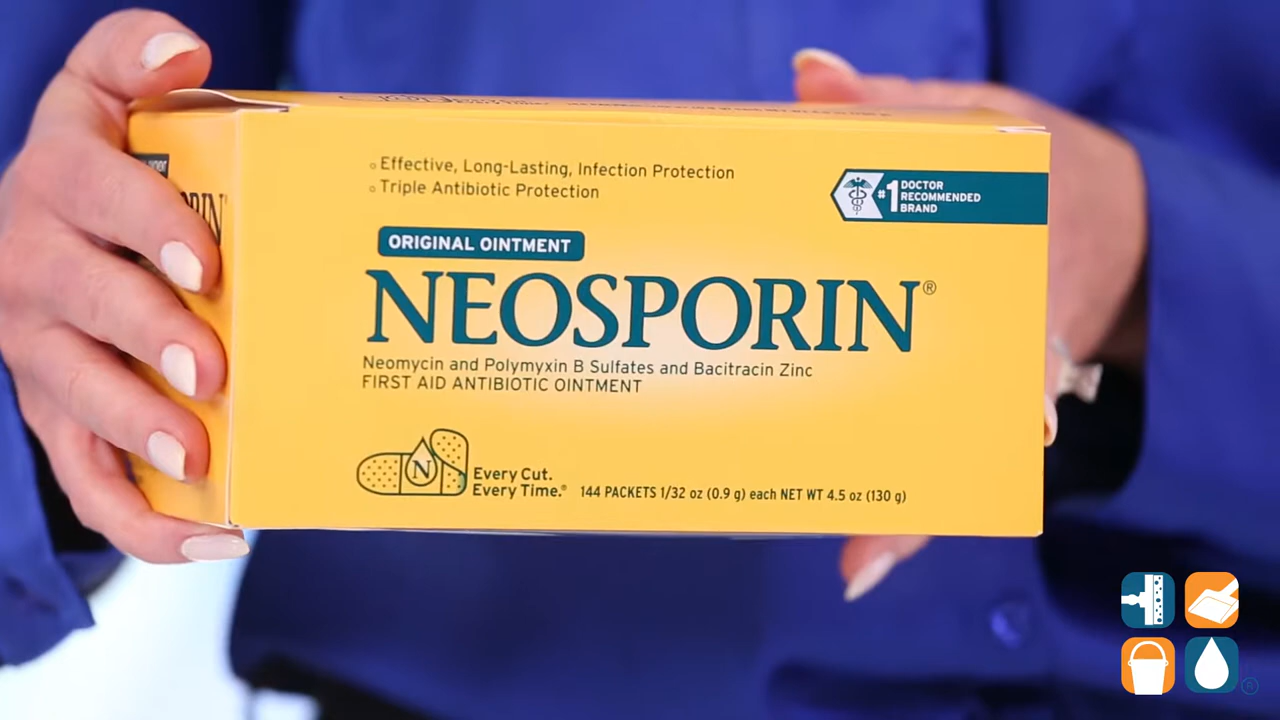 Effective, Long-Lasting, Infection Protection
Triple Antibiotic Protection
#1 DOCTOR
RECOMMENDED
BRAND
ORIGINAL OINTMENT
NEOSPORIN®
Neomycin and Polymyxin B Sulfates and Bacitracin Zinc
FIRST AID ANTIBIOTIC OINTMENT
N
Every Cut.
Every Time.®
144 PACKETS 1/32 oz (0.9 g) each NET WT 4.5 oz (130 g)
®